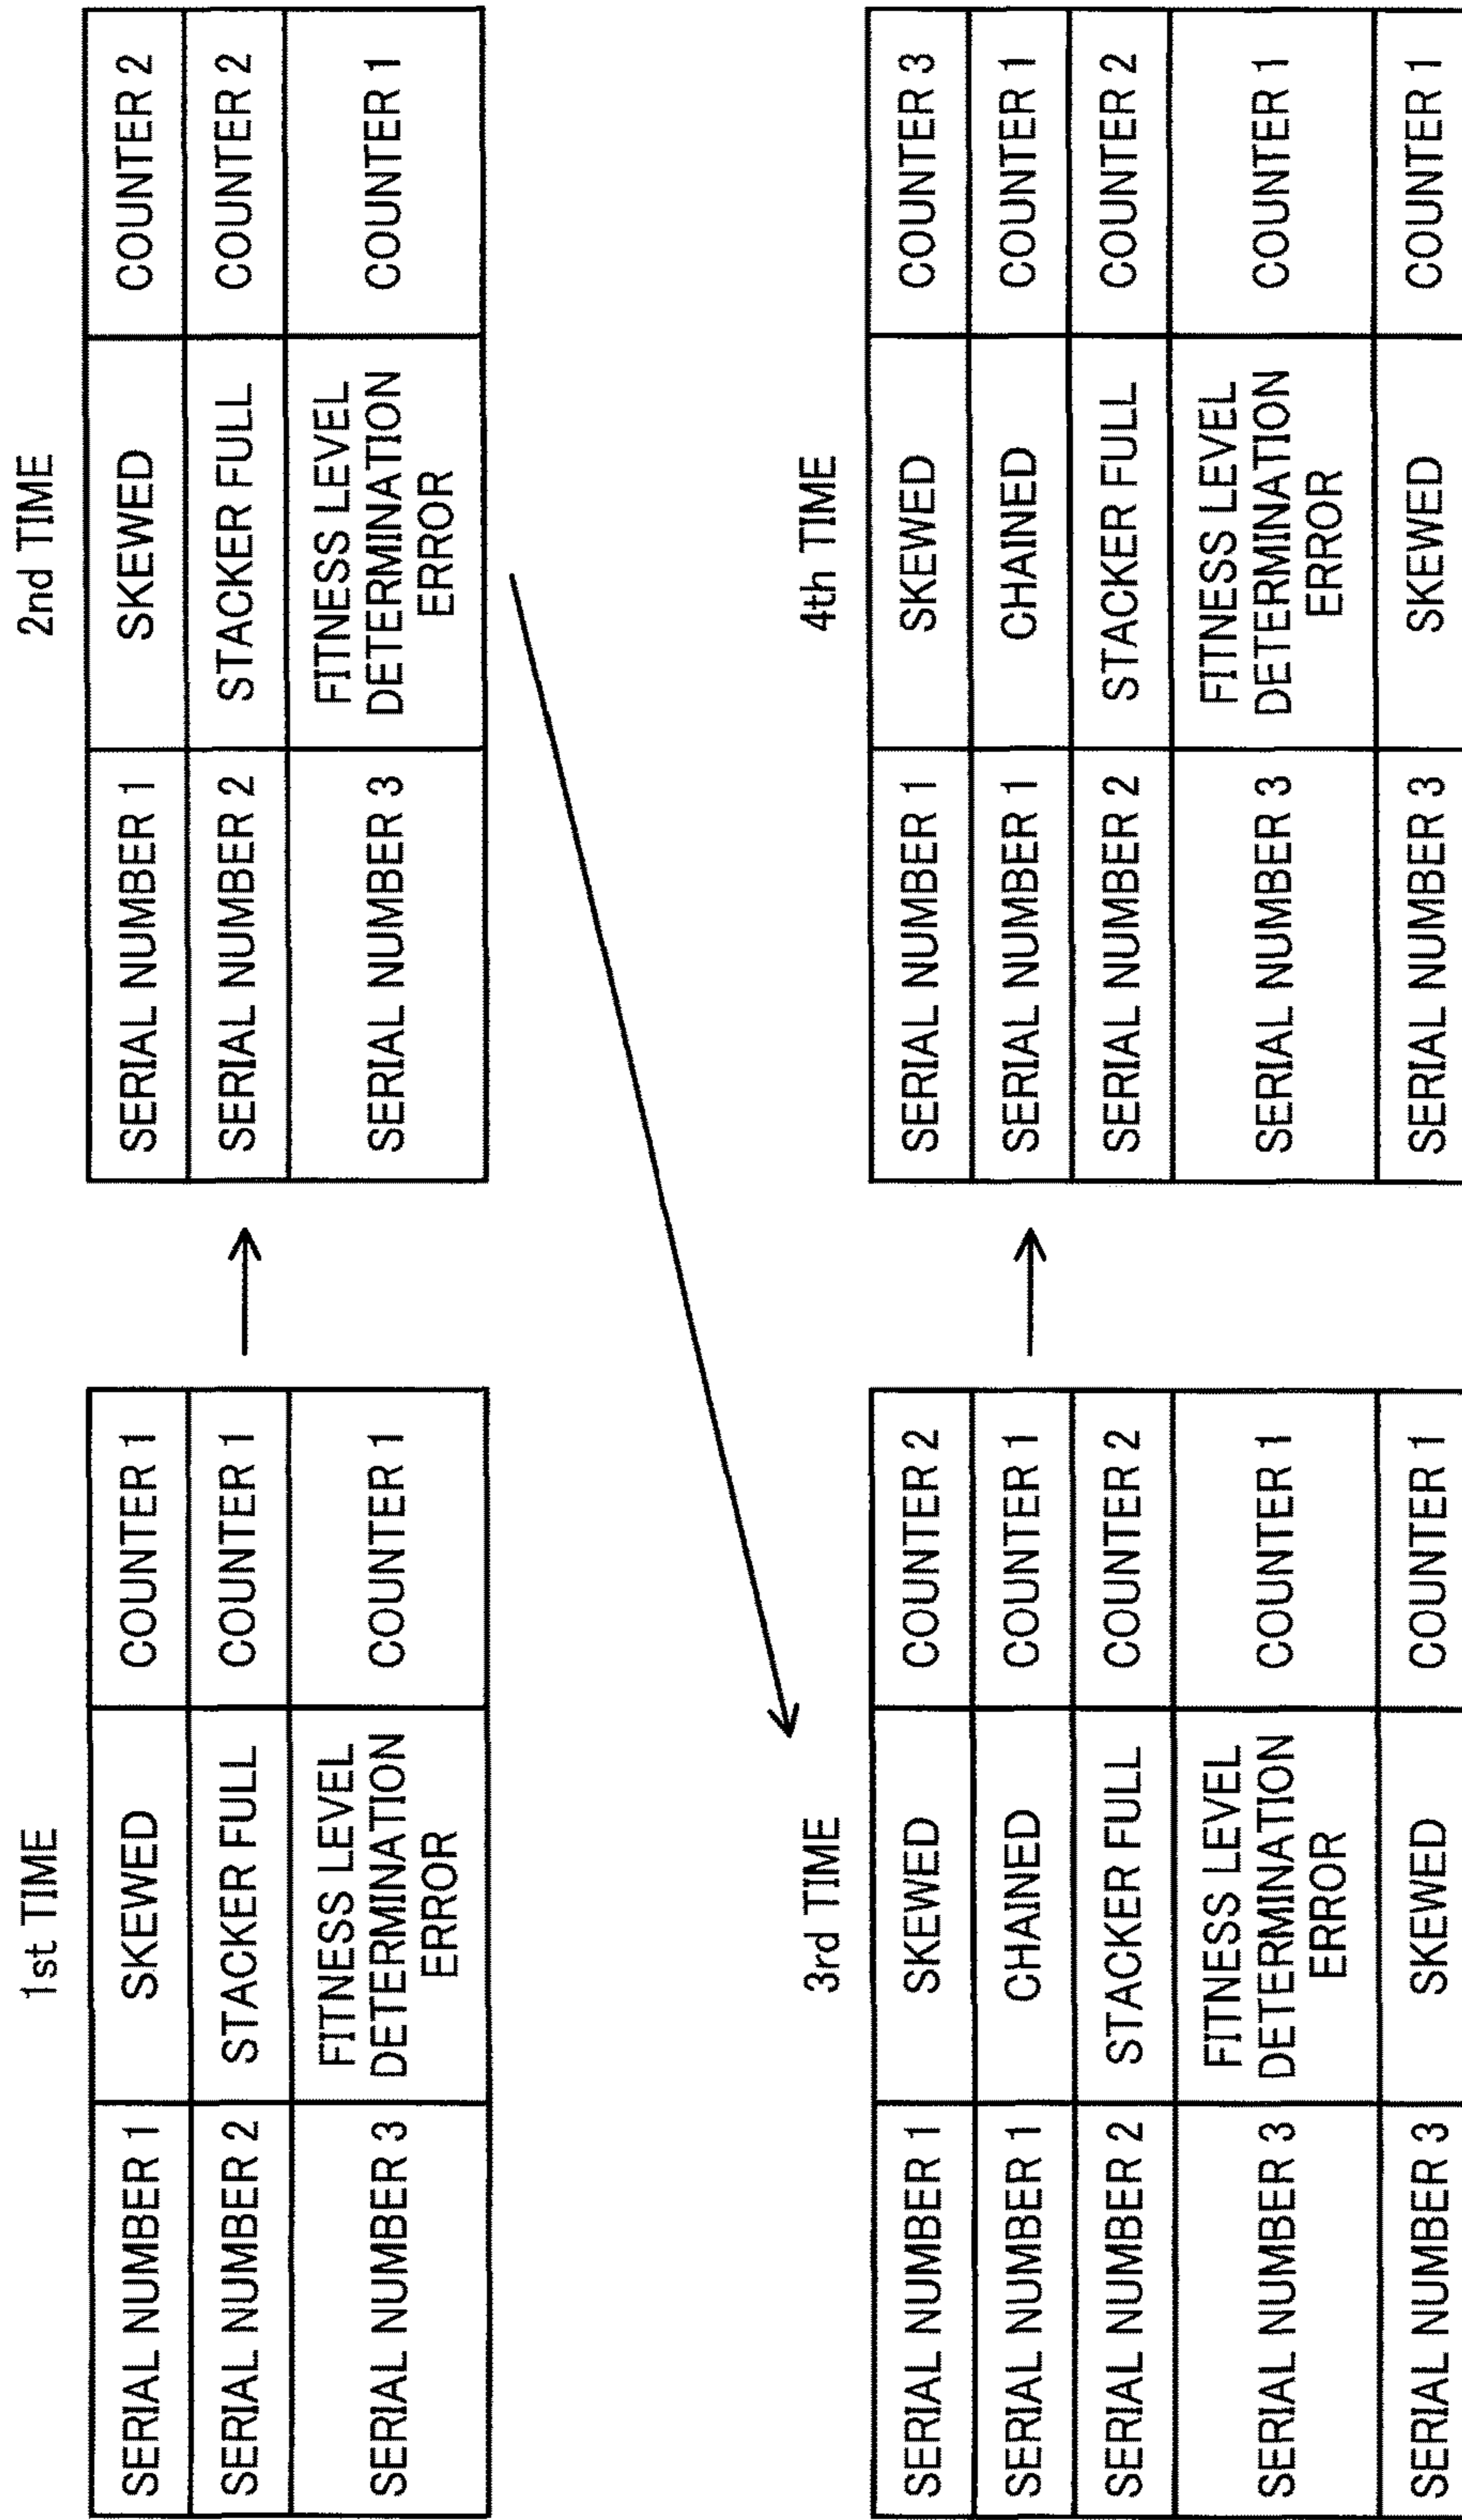 1st TIME
SERIAL NUMBER 1 SKEWED COUNTER 1
SERIAL NUMBER 2 STACKER FULL COUNTER 1
SERIAL NUMBER 3 FITNESS LEVEL DETERMINATION ERROR COUNTER 1
2nd TIME
SERIAL NUMBER 1 SKEWED COUNTER 2
SERIAL NUMBER 2 STACKER FULL COUNTER 2
SERIAL NUMBER 3 FITNESS LEVEL DETERMINATION ERROR COUNTER 1
3rd TIME
SERIAL NUMBER 1 SKEWED COUNTER 2
SERIAL NUMBER 1 CHAINED COUNTER 1
SERIAL NUMBER 2 STACKER FULL COUNTER 2
SERIAL NUMBER 3 FITNESS LEVEL DETERMINATION ERROR COUNTER 1
SERIAL NUMBER 3 SKEWED COUNTER 1
4th TIME
SERIAL NUMBER 1 SKEWED COUNTER 3
SERIAL NUMBER 1 CHAINED COUNTER 1
SERIAL NUMBER 2 STACKER FULL COUNTER 2
SERIAL NUMBER 3 FITNESS LEVEL DETERMINATION ERROR COUNTER 1
SERIAL NUMBER 3 SKEWED COUNTER 1